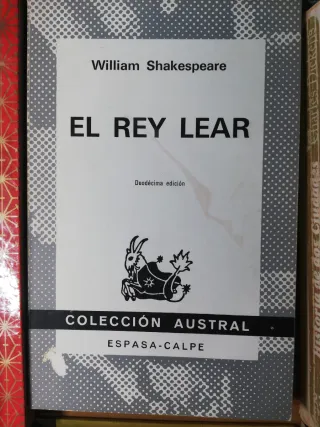 William Shakespeare
EL REY LEAR
Duodécima edición
COLECCIÓN AUSTRAL
ESPASA-CALPE